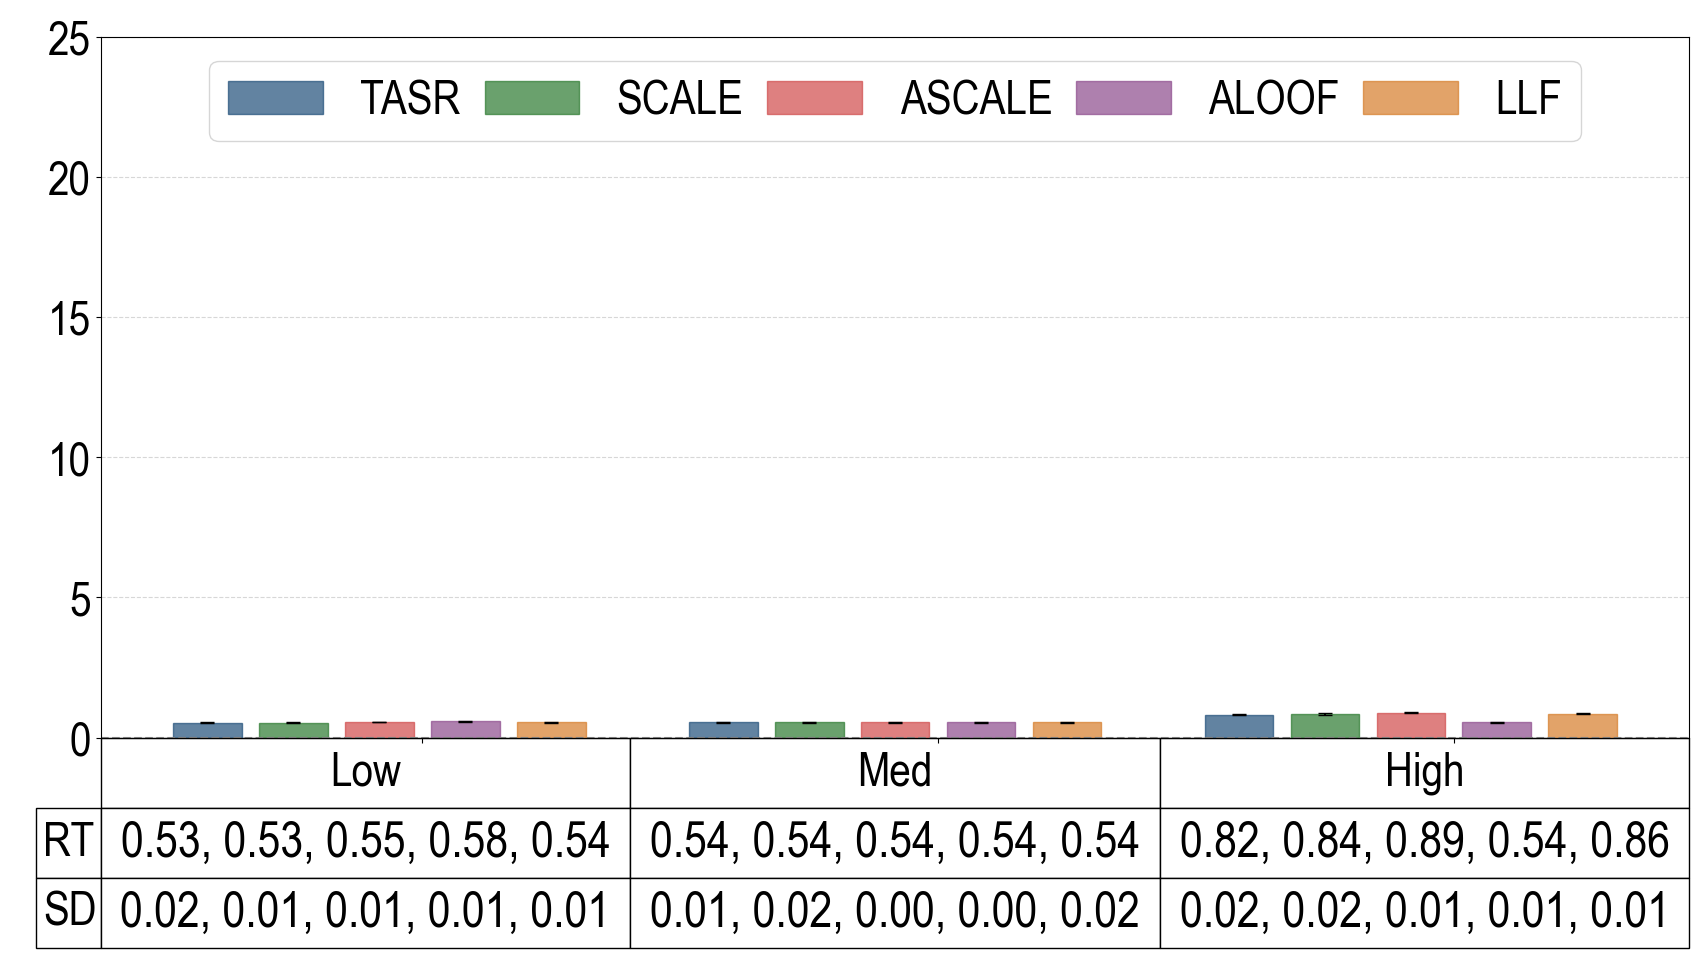 25
TASR SCALE ASCALE ALOOF LLF
20
15
10
5
0
Low Med High
RT 0.53, 0.53, 0.55, 0.58, 0.54 0.54, 0.54, 0.54, 0.54, 0.54 0.82, 0.84, 0.89, 0.54, 0.86
SD 0.02, 0.01, 0.01, 0.01, 0.01 0.01, 0.02, 0.00, 0.00, 0.02 0.02, 0.02, 0.01, 0.01, 0.01